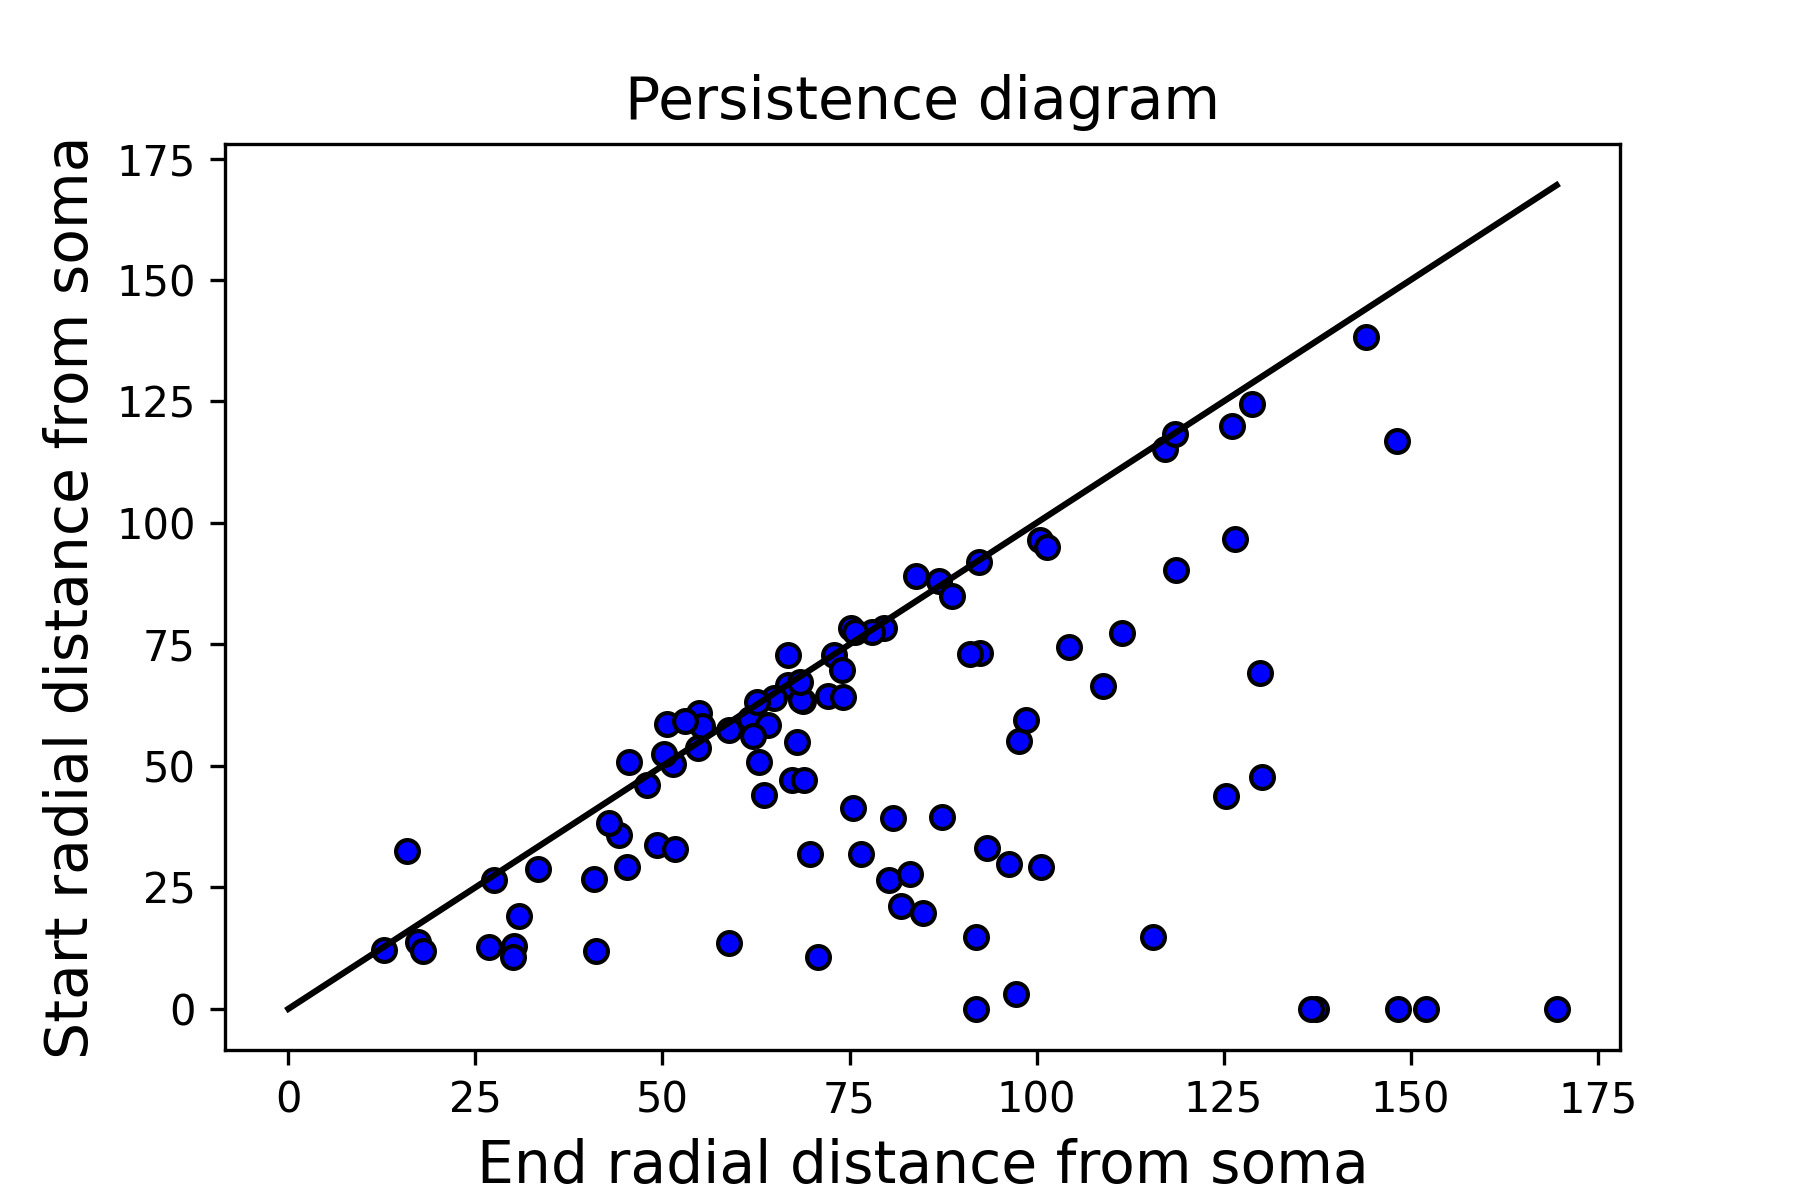 Persistence diagram
Start radial distance from soma
175
150
125
100
75
50
25
0
0 25 50 75 100 125 150 175
End radial distance from soma